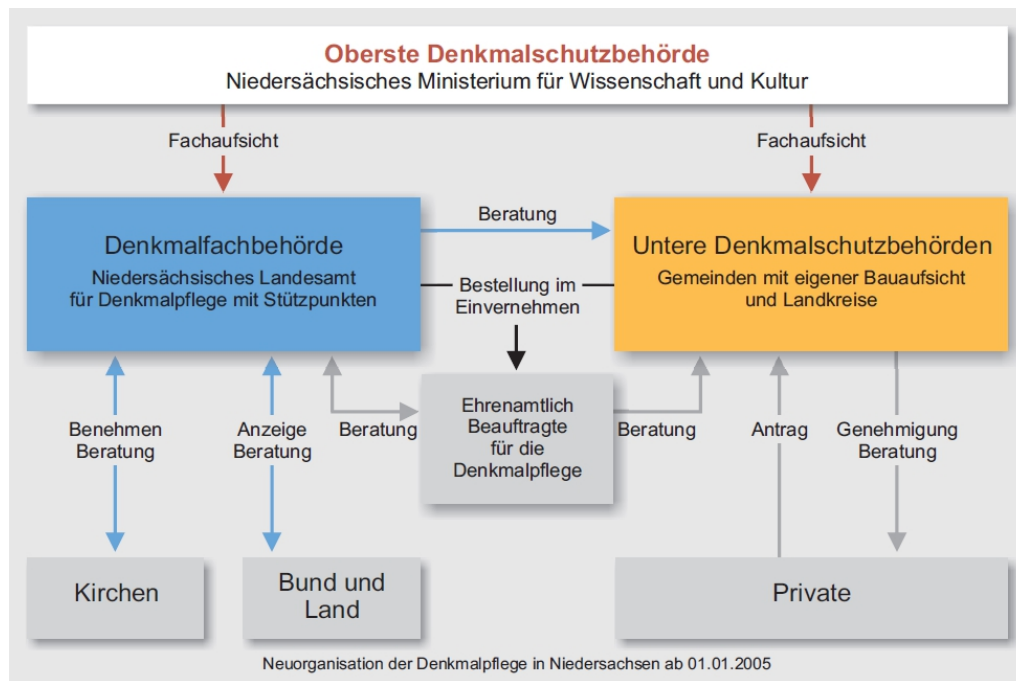 Oberste Denkmalschutzbehörde
Niedersächsisches Ministerium für Wissenschaft und Kultur
Fachaufsicht
Fachaufsicht
Denkmalfachbehörde
Niedersächsisches Landesamt
für Denkmalpflege mit Stützpunkten
Beratung
Untere Denkmalschutzbehörden
Gemeinden mit eigener Bauaufsicht
und Landkreise
Bestellung im
Einvernehmen
Benehmen
Beratung
Anzeige
Beratung
Beratung
Ehrenamtlich
Beauftragte
für die
Denkmalpflege
Beratung
Antrag
Genehmigung
Beratung
Kirchen
Bund und
Land
Private
Neuorganisation der Denkmalpflege in Niedersachsen ab 01.01.2005